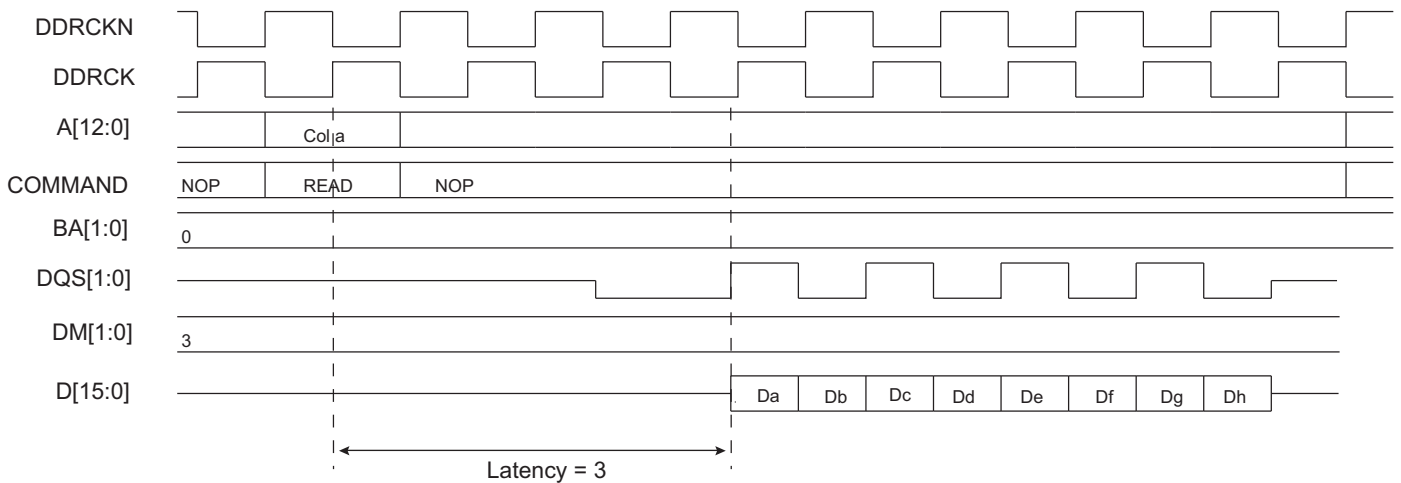 DDRCKN
DDRCK
A[12:0]
Col a
COMMAND
NOP READ NOP
BA[1:0]
0
DQS[1:0]
DM[1:0]
3
D[15:0]
Da Db Dc Dd De Df Dg Dh
Latency = 3